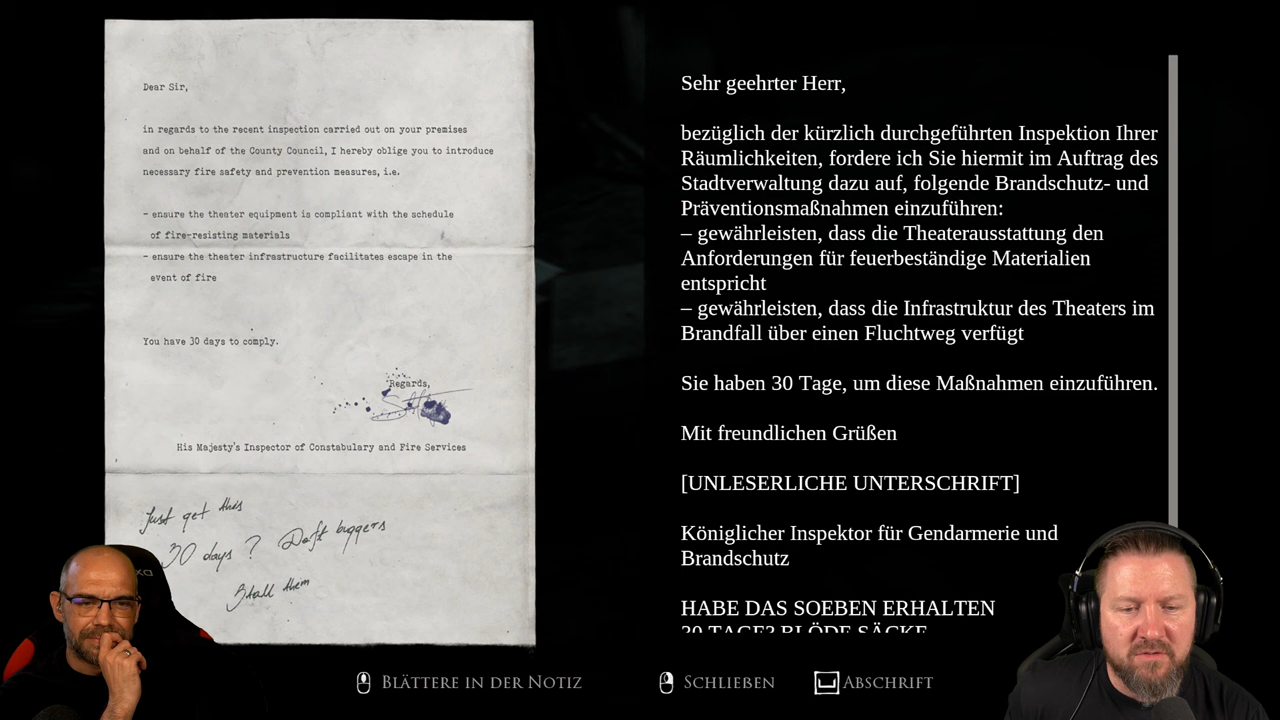 Dear Sir,
in regards to the recent inspection carried out on your premises
and on behalf of the County Council, I hereby oblige you to introduce
necessary fire safety and prevention measures, i.e.
- ensure the theater equipment is compliant with the schedule
of fire-resisting materials
- ensure the theater infrastructure facilitates escape in the
event of fire
You have 30 days to comply.
Regards,
His Majesty's Inspector of Constabulary and Fire Services
Just get this
30 days? Daft buggers
Stall them
Sehr geehrter Herr,
bezüglich der kürzlich durchgeführten Inspektion Ihrer
Räumlichkeiten, fordere ich Sie hiermit im Auftrag des
Stadtverwaltung dazu auf, folgende Brandschutz- und
Präventionsmaßnahmen einzuführen:
– gewährleisten, dass die Theaterausstattung den
Anforderungen für feuerbeständige Materialien
entspricht
– gewährleisten, dass die Infrastruktur des Theaters im
Brandfall über einen Fluchtweg verfügt
Sie haben 30 Tage, um diese Maßnahmen einzuführen.
Mit freundlichen Grüßen
[UNLESERLICHE UNTERSCHRIFT]
Königlicher Inspektor für Gendarmerie und
Brandschutz
HABE DAS SOEBEN ERHALTEN
30 TAGE? BLÖDE SÄCKE
Blättere in der Notiz
Schließen
Abschrift